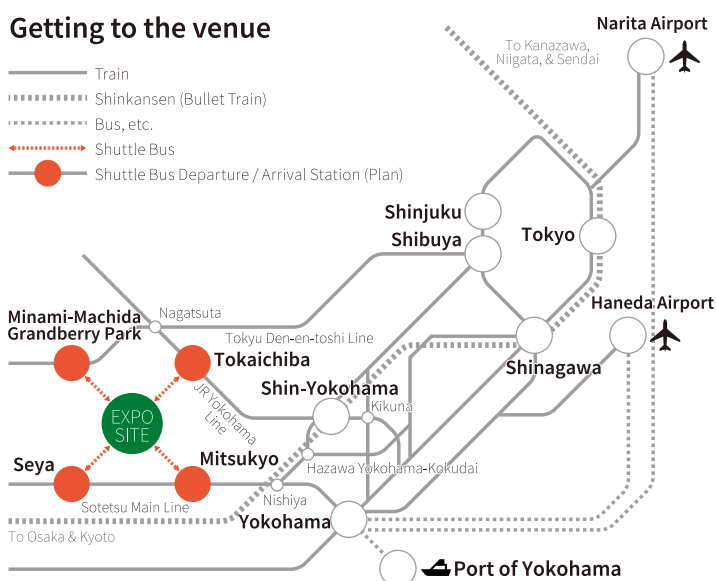 Getting to the venue
Train
Shinkansen (Bullet Train)
Bus, etc.
Shuttle Bus
Shuttle Bus Departure / Arrival Station (Plan)
Narita Airport
To Kanazawa,
Niigata, & Sendai
Shinjuku
Shibuya
Tokyo
Haneda Airport
Minami-Machida
Grandberry Park
Nagatsuta
Tokyu Den-en-toshi Line
Tokaichiba
Shinagawa
Shin-Yokohama
JR Yokohama
Line
Kikuna
EXPO
SITE
Seya
Mitsukyo
Hazawa Yokohama-Kokudai
Sotetsu Main Line
Nishiya
Yokohama
To Osaka & Kyoto
Port of Yokohama